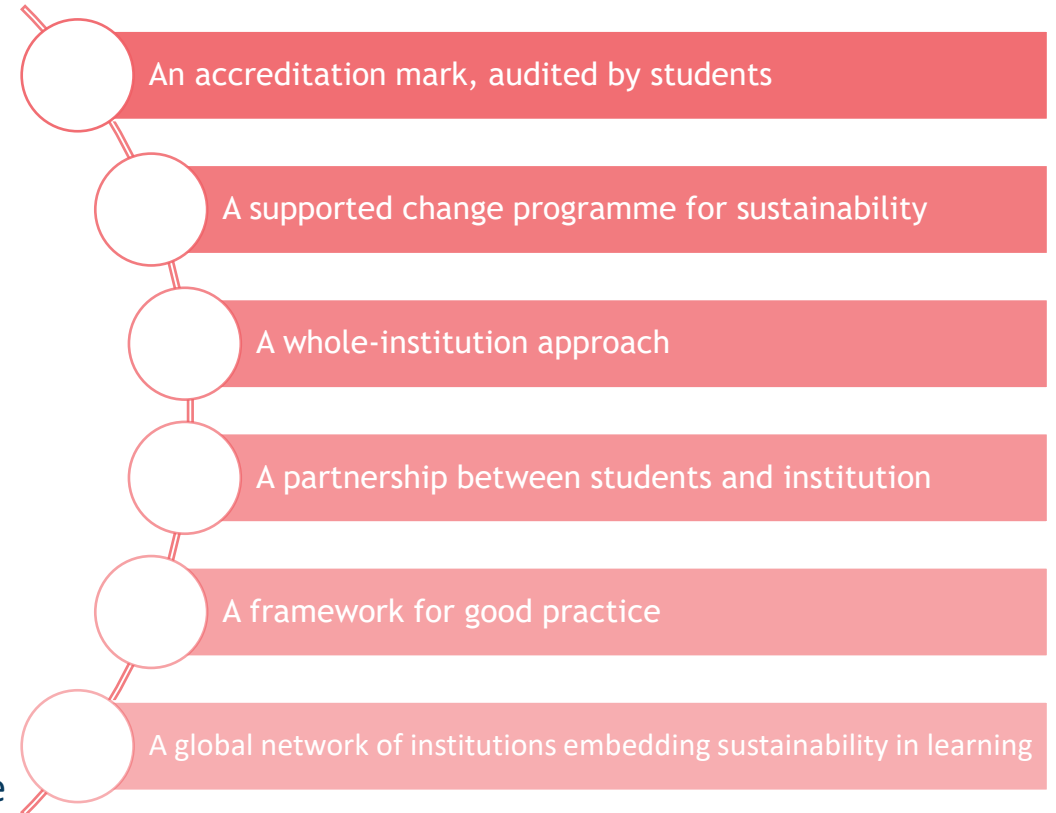 An accreditation mark, audited by students
A supported change programme for sustainability
A whole-institution approach
A partnership between students and institution
A framework for good practice
A global network of institutions embedding sustainability in learning
e